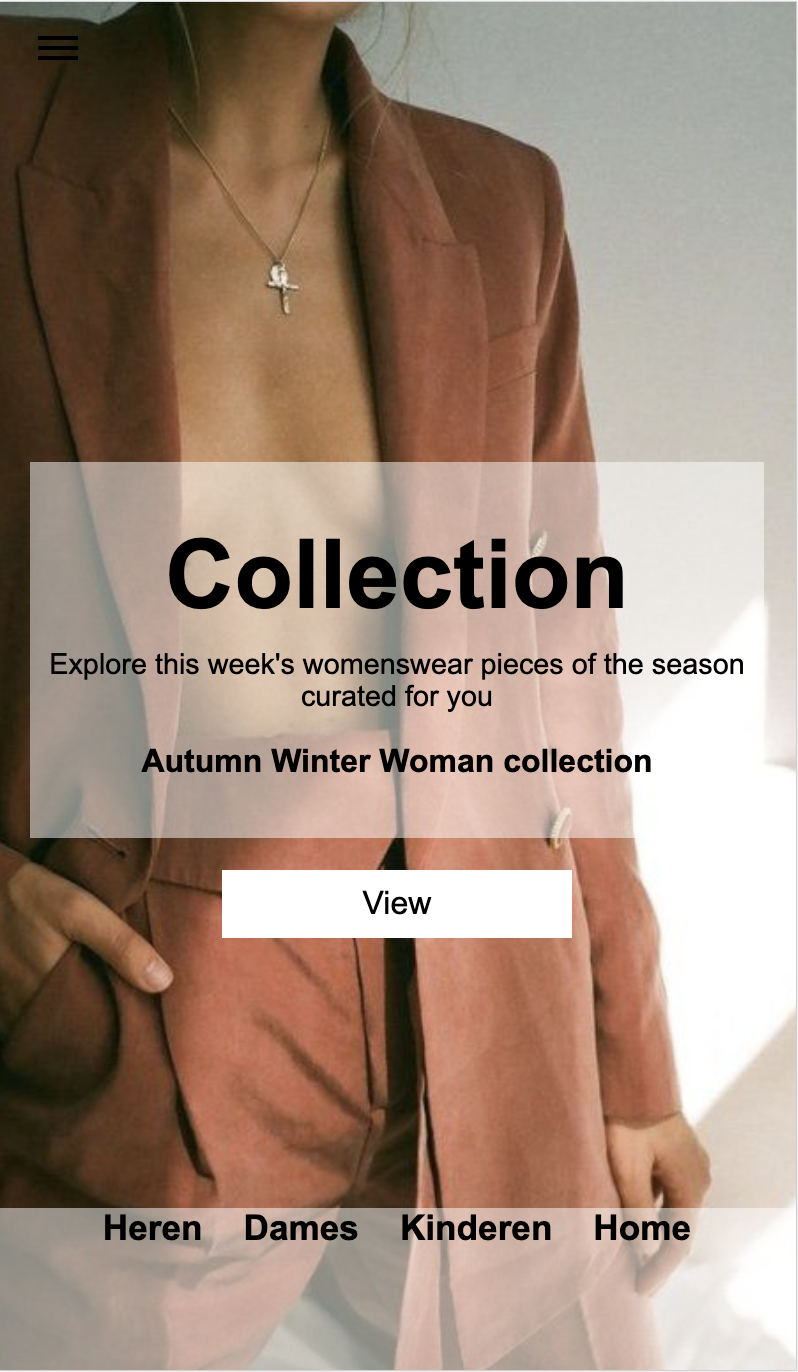 Collection
Explore this week's womenswear pieces of the season
curated for you
Autumn Winter Woman collection
View
Heren Dames Kinderen Home